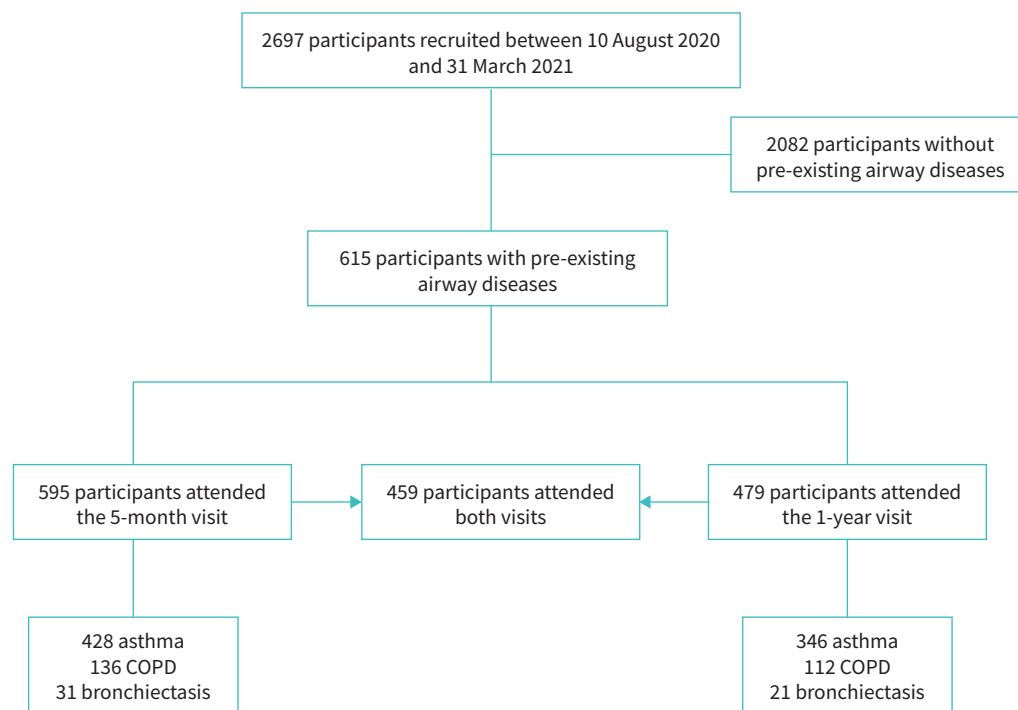 2697 participants recruited between 10 August 2020
and 31 March 2021
2082 participants without
pre-existing airway diseases
615 participants with pre-existing
airway diseases
595 participants attended
the 5-month visit
459 participants attended
both visits
479 participants attended
the 1-year visit
428 asthma
136 COPD
31 bronchiectasis
346 asthma
112 COPD
21 bronchiectasis